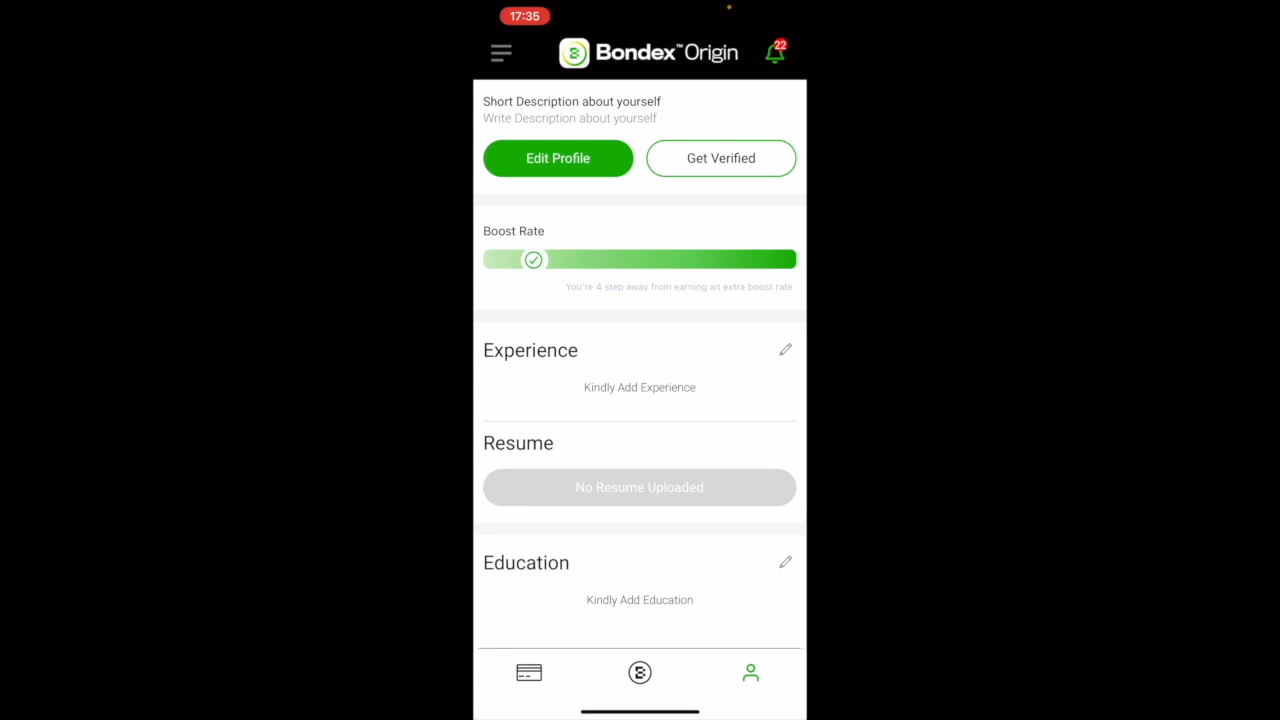 17:35
Bondex™ Origin
22
Short Description about yourself
Write Description about yourself
Edit Profile
Get Verified
Boost Rate
You're 4 step away from earning an extra boost rate
Experience
Kindly Add Experience
Resume
No Resume Uploaded
Education
Kindly Add Education